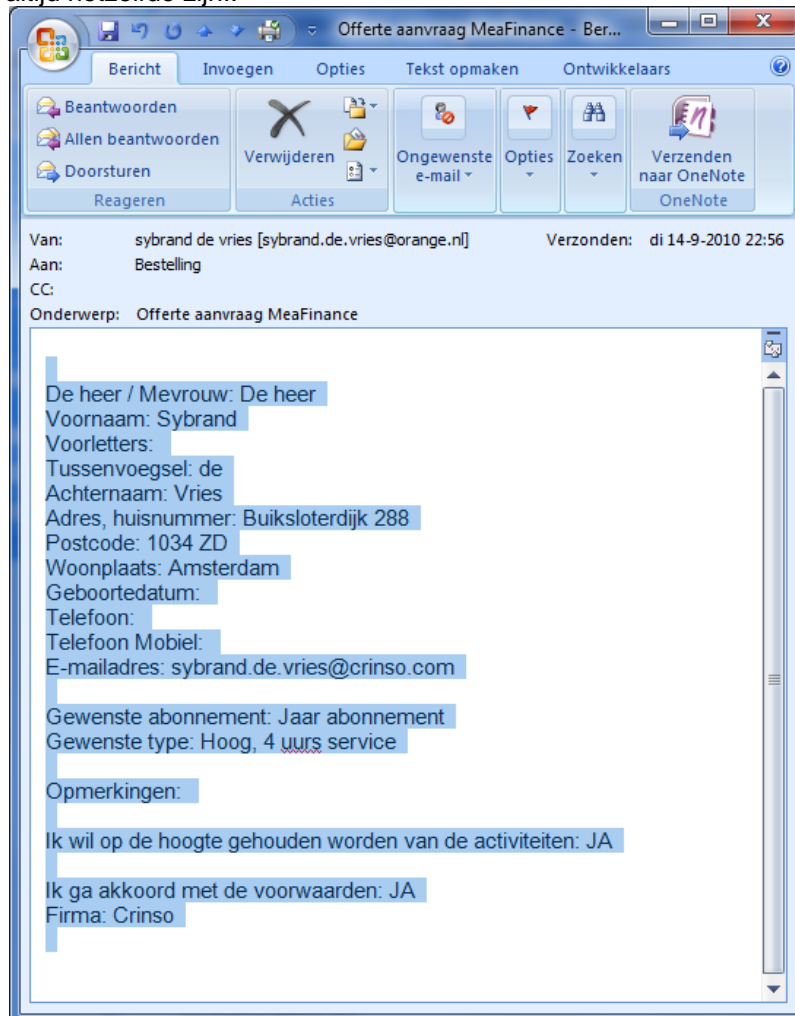 altijd hetzelfde zijn..
Offerte aanvraag MeaFinance - Ber...
Bericht Invoegen Opties Tekst opmaken Ontwikkelaars
Beantwoorden
Allen beantwoorden
Doorsturen
Reageren
Verwijderen
Acties
Ongewenste
e-mail
Opties
Zoeken
Verzenden
naar OneNote
OneNote
Van: sybrand de vries [sybrand.de.vries@orange.nl] Verzonden: di 14-9-2010 22:56
Aan: Bestelling
CC:
Onderwerp: Offerte aanvraag MeaFinance
De heer / Mevrouw: De heer
Voornaam: Sybrand
Voorletters:
Tussenvoegsel: de
Achternaam: Vries
Adres, huisnummer: Buiksloterdijk 288
Postcode: 1034 ZD
Woonplaats: Amsterdam
Geboortedatum:
Telefoon:
Telefoon Mobiel:
E-mailadres: sybrand.de.vries@crinso.com
Gewenste abonnement: Jaar abonnement
Gewenste type: Hoog, 4 uurs service
Opmerkingen:
Ik wil op de hoogte gehouden worden van de activiteiten: JA
Ik ga akkoord met de voorwaarden: JA
Firma: Crinso